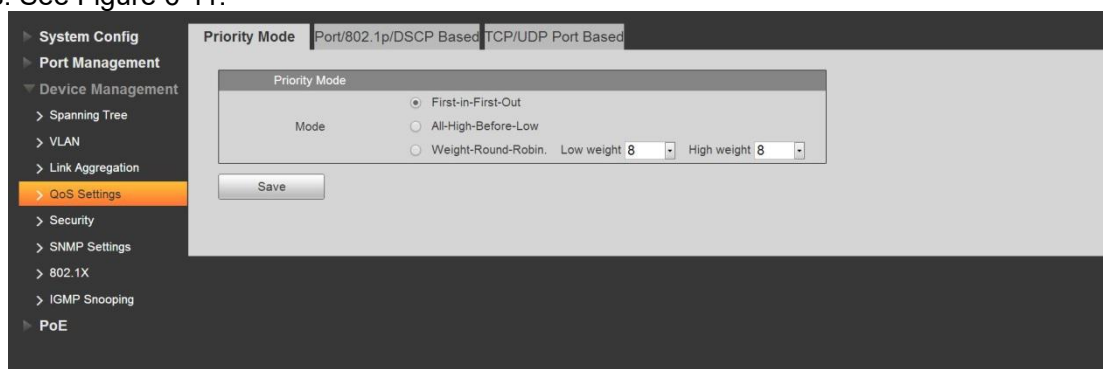 See Figure
System Config
Port Management
Device Management
Spanning Tree
VLAN
Link Aggregation
QoS Settings
Security
SNMP Settings
802.1X
IGMP Snooping
PoE
Priority Mode Port/802.1p/DSCP Based TCP/UDP Port Based
Priority Mode
Mode
First-in-First-Out
All-High-Before-Low
Weight-Round-Robin. Low weight 8 High weight 8
Save